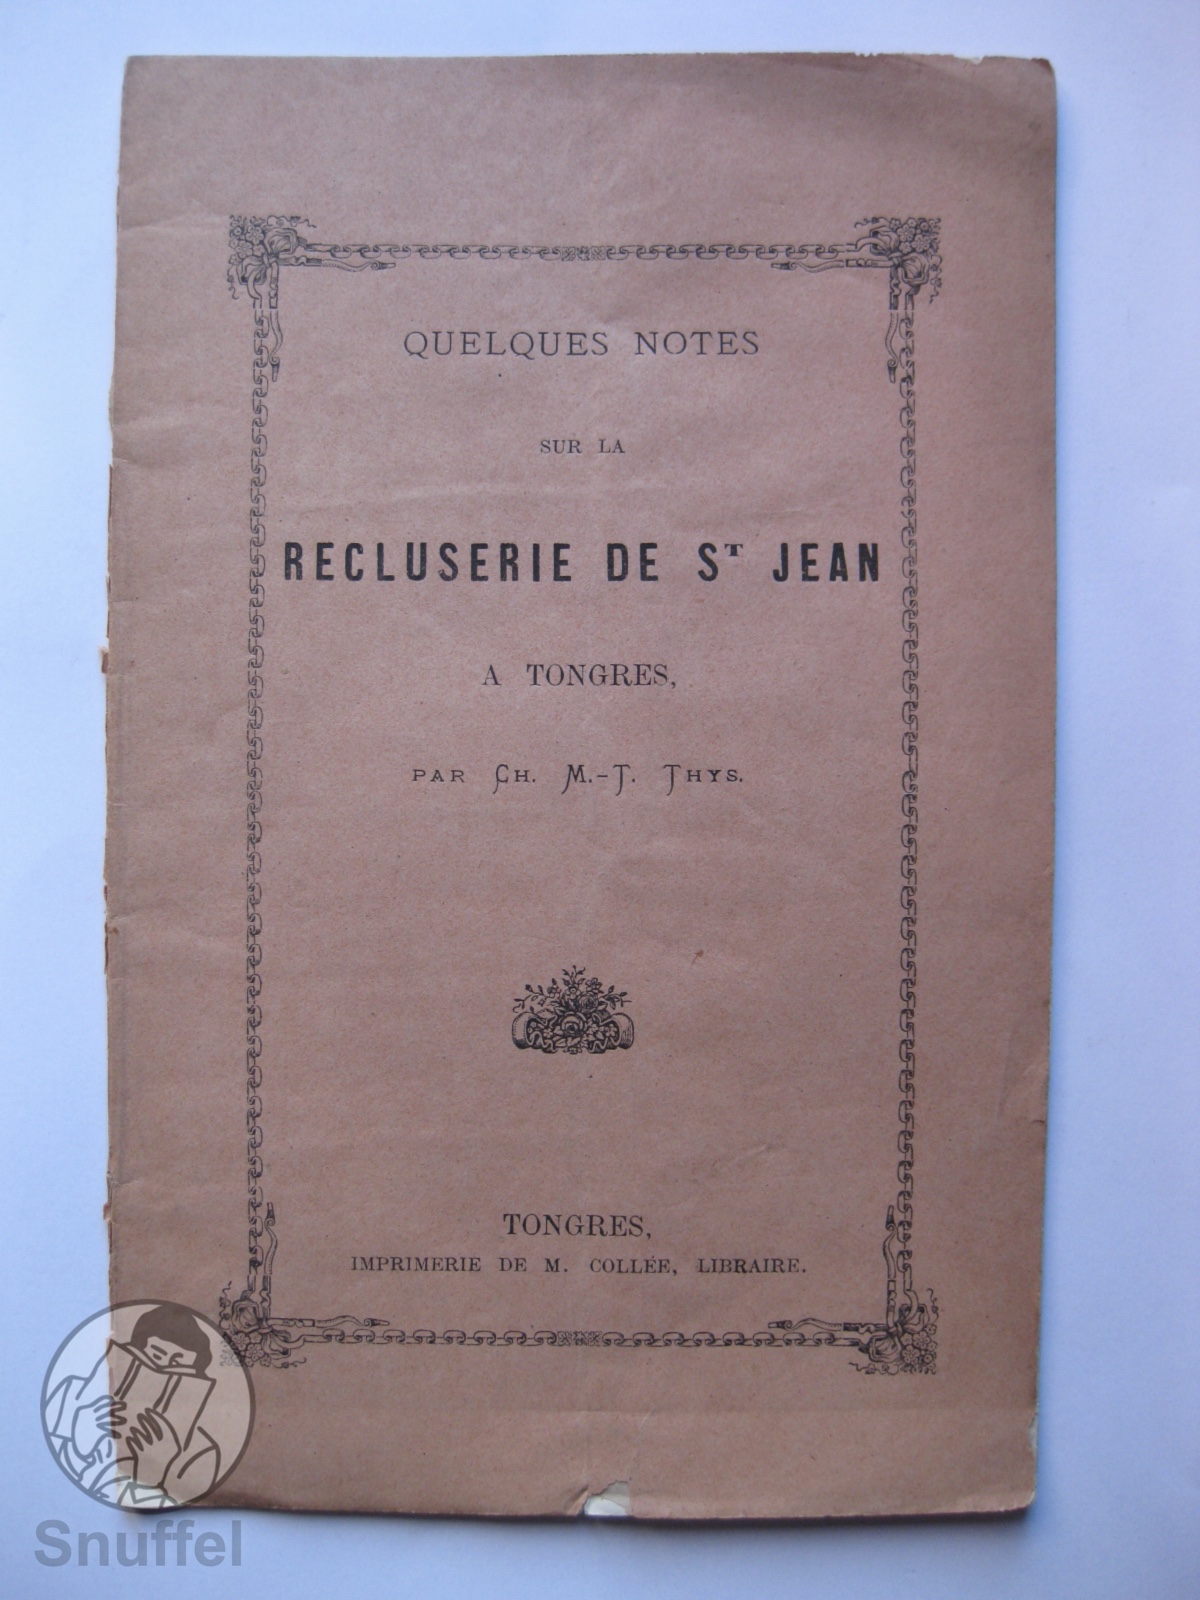 QUELQUES NOTES
SUR LA
RECLUSERIE DE ST JEAN
A TONGRES,
PAR CH. M.-T. THYS.
TONGRES,
IMPRIMERIE DE M. COLLÉE, LIBRAIRE.
Snuffel